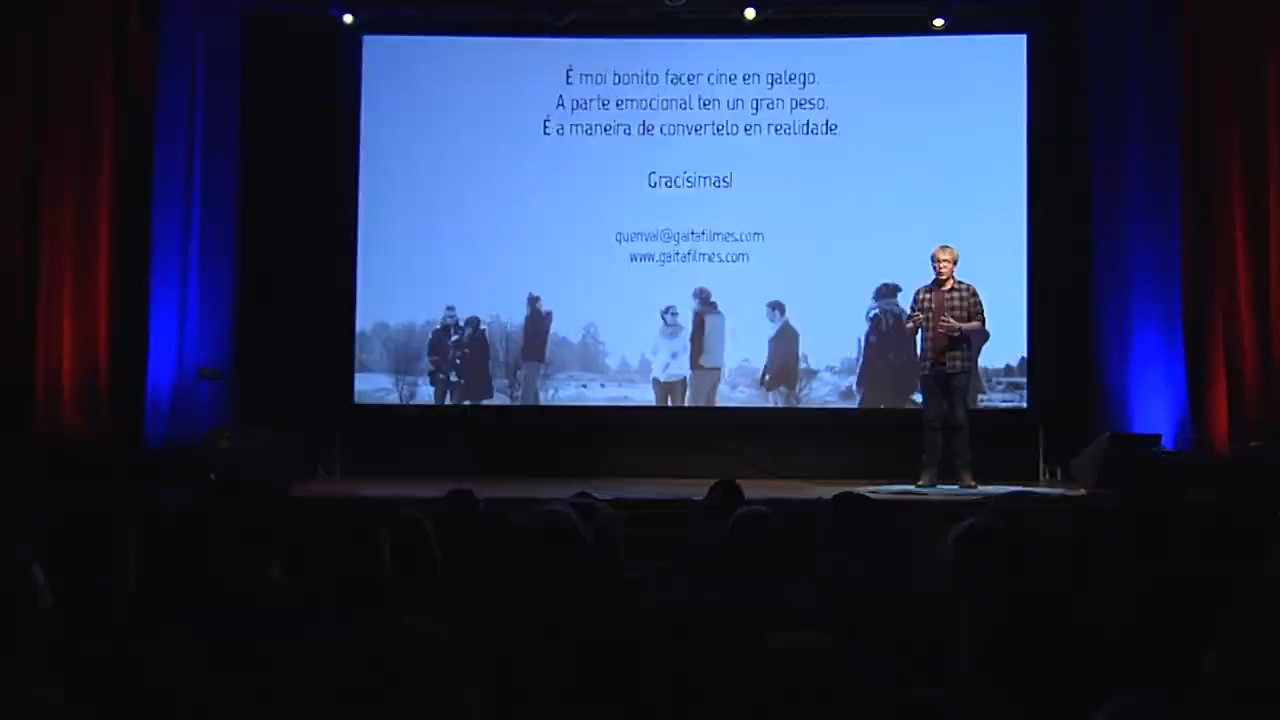 É moi bonito facer cine en galego.
A parte emocional ten un gran peso.
É a maneira de convertelo en realidade.
Gracísimas!
quenvai@gaitafilmes.com
www.gaitafilmes.com